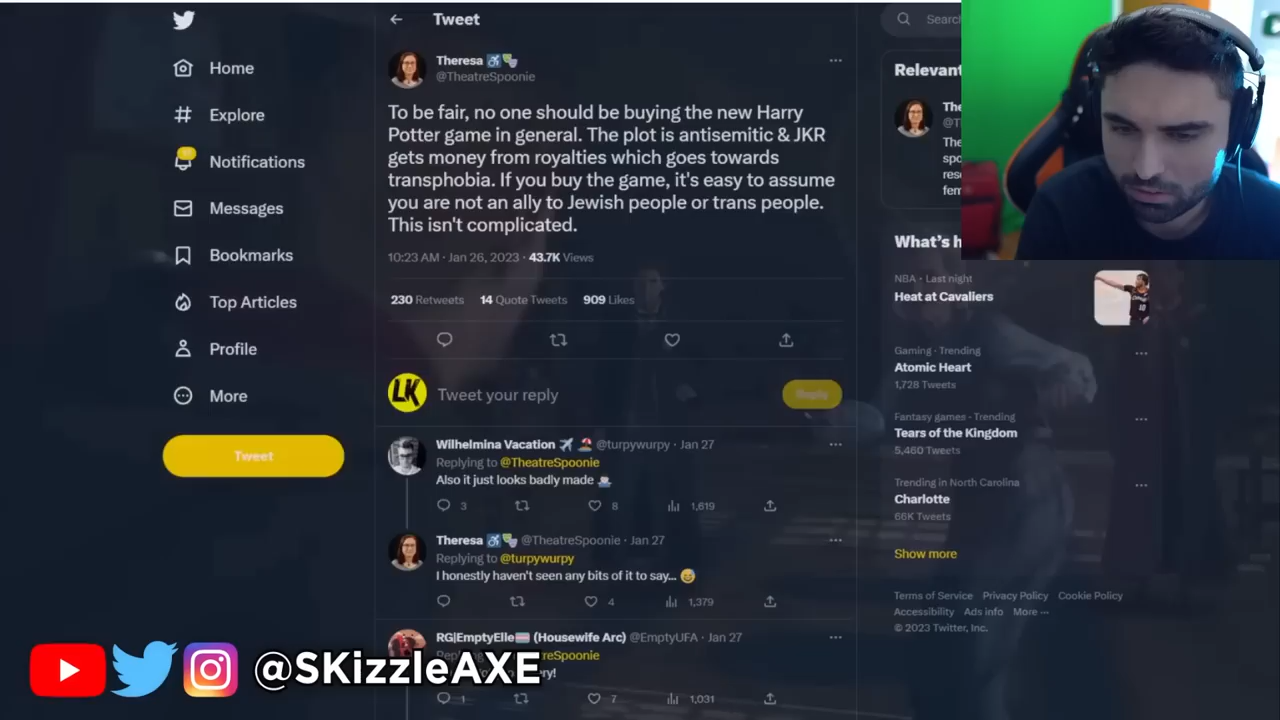 Tweet
Search
Home
Explore
Notifications
Messages
Bookmarks
Top Articles
Profile
More
Tweet
Theresa
@TheatreSpoonie
To be fair, no one should be buying the new Harry
Potter game in general. The plot is antisemitic & JKR
gets money from royalties which goes towards
transphobia. If you buy the game, it's easy to assume
you are not an ally to Jewish people or trans people.
This isn't complicated.
10:23 AM · Jan 26, 2023 · 43.7K Views
230 Retweets 14 Quote Tweets 909 Likes
LK
Tweet your reply
Reply
Wilhelmina Vacation @turpywurpy · Jan 27
Replying to @TheatreSpoonie
Also it just looks badly made
3 8 1,619
Theresa @TheatreSpoonie · Jan 27
Replying to @turpywurpy
I honestly haven't seen any bits of it to say...
4 1,379
RG|EmptyElle (Housewife Arc) @EmptyUFA · Jan 27
1 7 1,031
Relevant
The
What's h
NBA · Last night
Heat at Cavaliers
Gaming · Trending
Atomic Heart
1,728 Tweets
Fantasy games · Trending
Tears of the Kingdom
5,460 Tweets
Trending in North Carolina
Charlotte
66K Tweets
Show more
Terms of Service Privacy Policy Cookie Policy
Accessibility Ads info More ···
© 2023 Twitter, Inc.
@SKizzleAXE